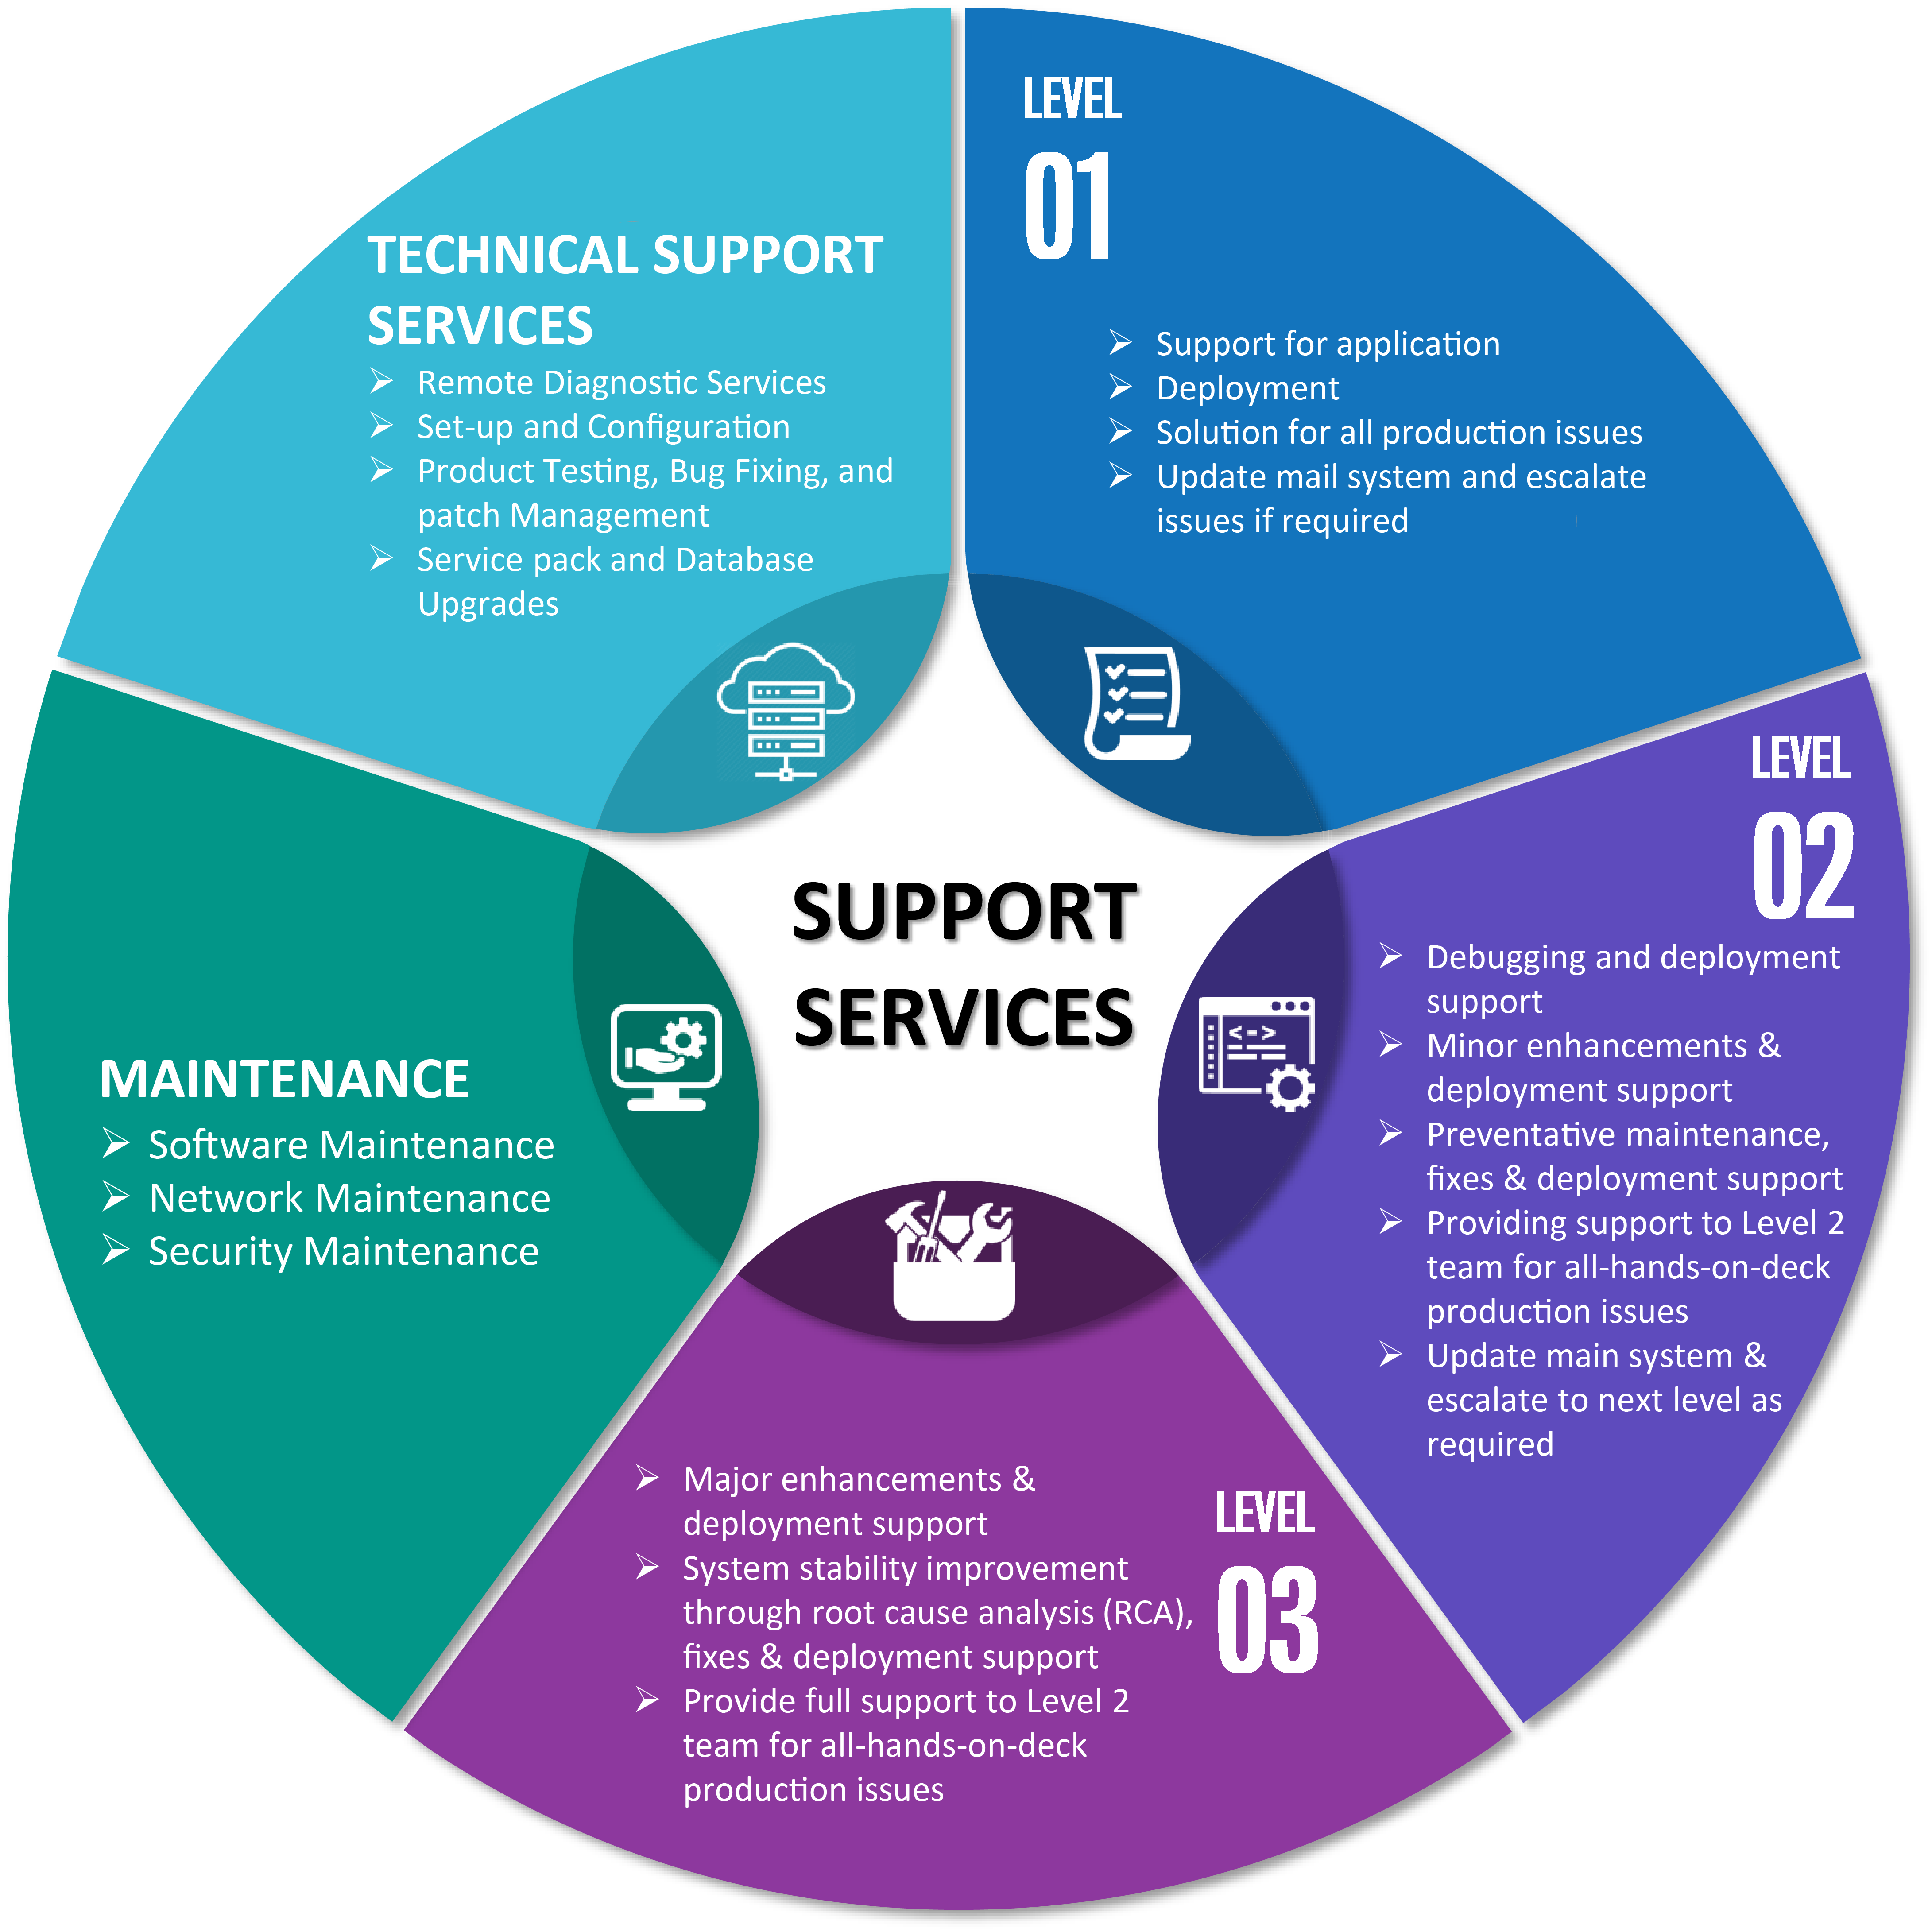 SUPPORT
SERVICES
LEVEL
01
➢ Support for application
➢ Deployment
➢ Solution for all production issues
➢ Update mail system and escalate
issues if required
LEVEL
02
➢ Debugging and deployment
support
➢ Minor enhancements &
deployment support
➢ Preventative maintenance,
fixes & deployment support
➢ Providing support to Level 2
team for all-hands-on-deck
production issues
➢ Update main system &
escalate to next level as
required
LEVEL
03
➢ Major enhancements &
deployment support
➢ System stability improvement
through root cause analysis (RCA),
fixes & deployment support
➢ Provide full support to Level 2
team for all-hands-on-deck
production issues
MAINTENANCE
➢ Software Maintenance
➢ Network Maintenance
➢ Security Maintenance
TECHNICAL SUPPORT
SERVICES
➢ Remote Diagnostic Services
➢ Set-up and Configuration
➢ Product Testing, Bug Fixing, and
patch Management
➢ Service pack and Database
Upgrades